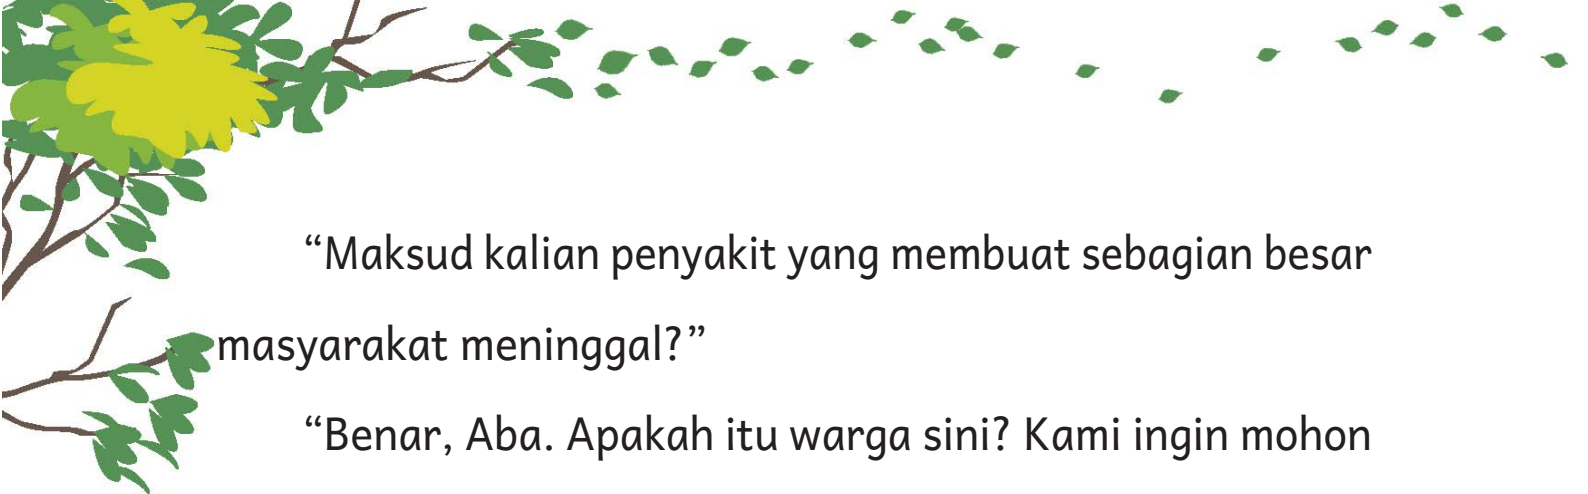 “Maksud kalian penyakit yang membuat sebagian besar
masyarakat meninggal?”
“Benar, Aba. Apakah itu warga sini? Kami ingin mohon